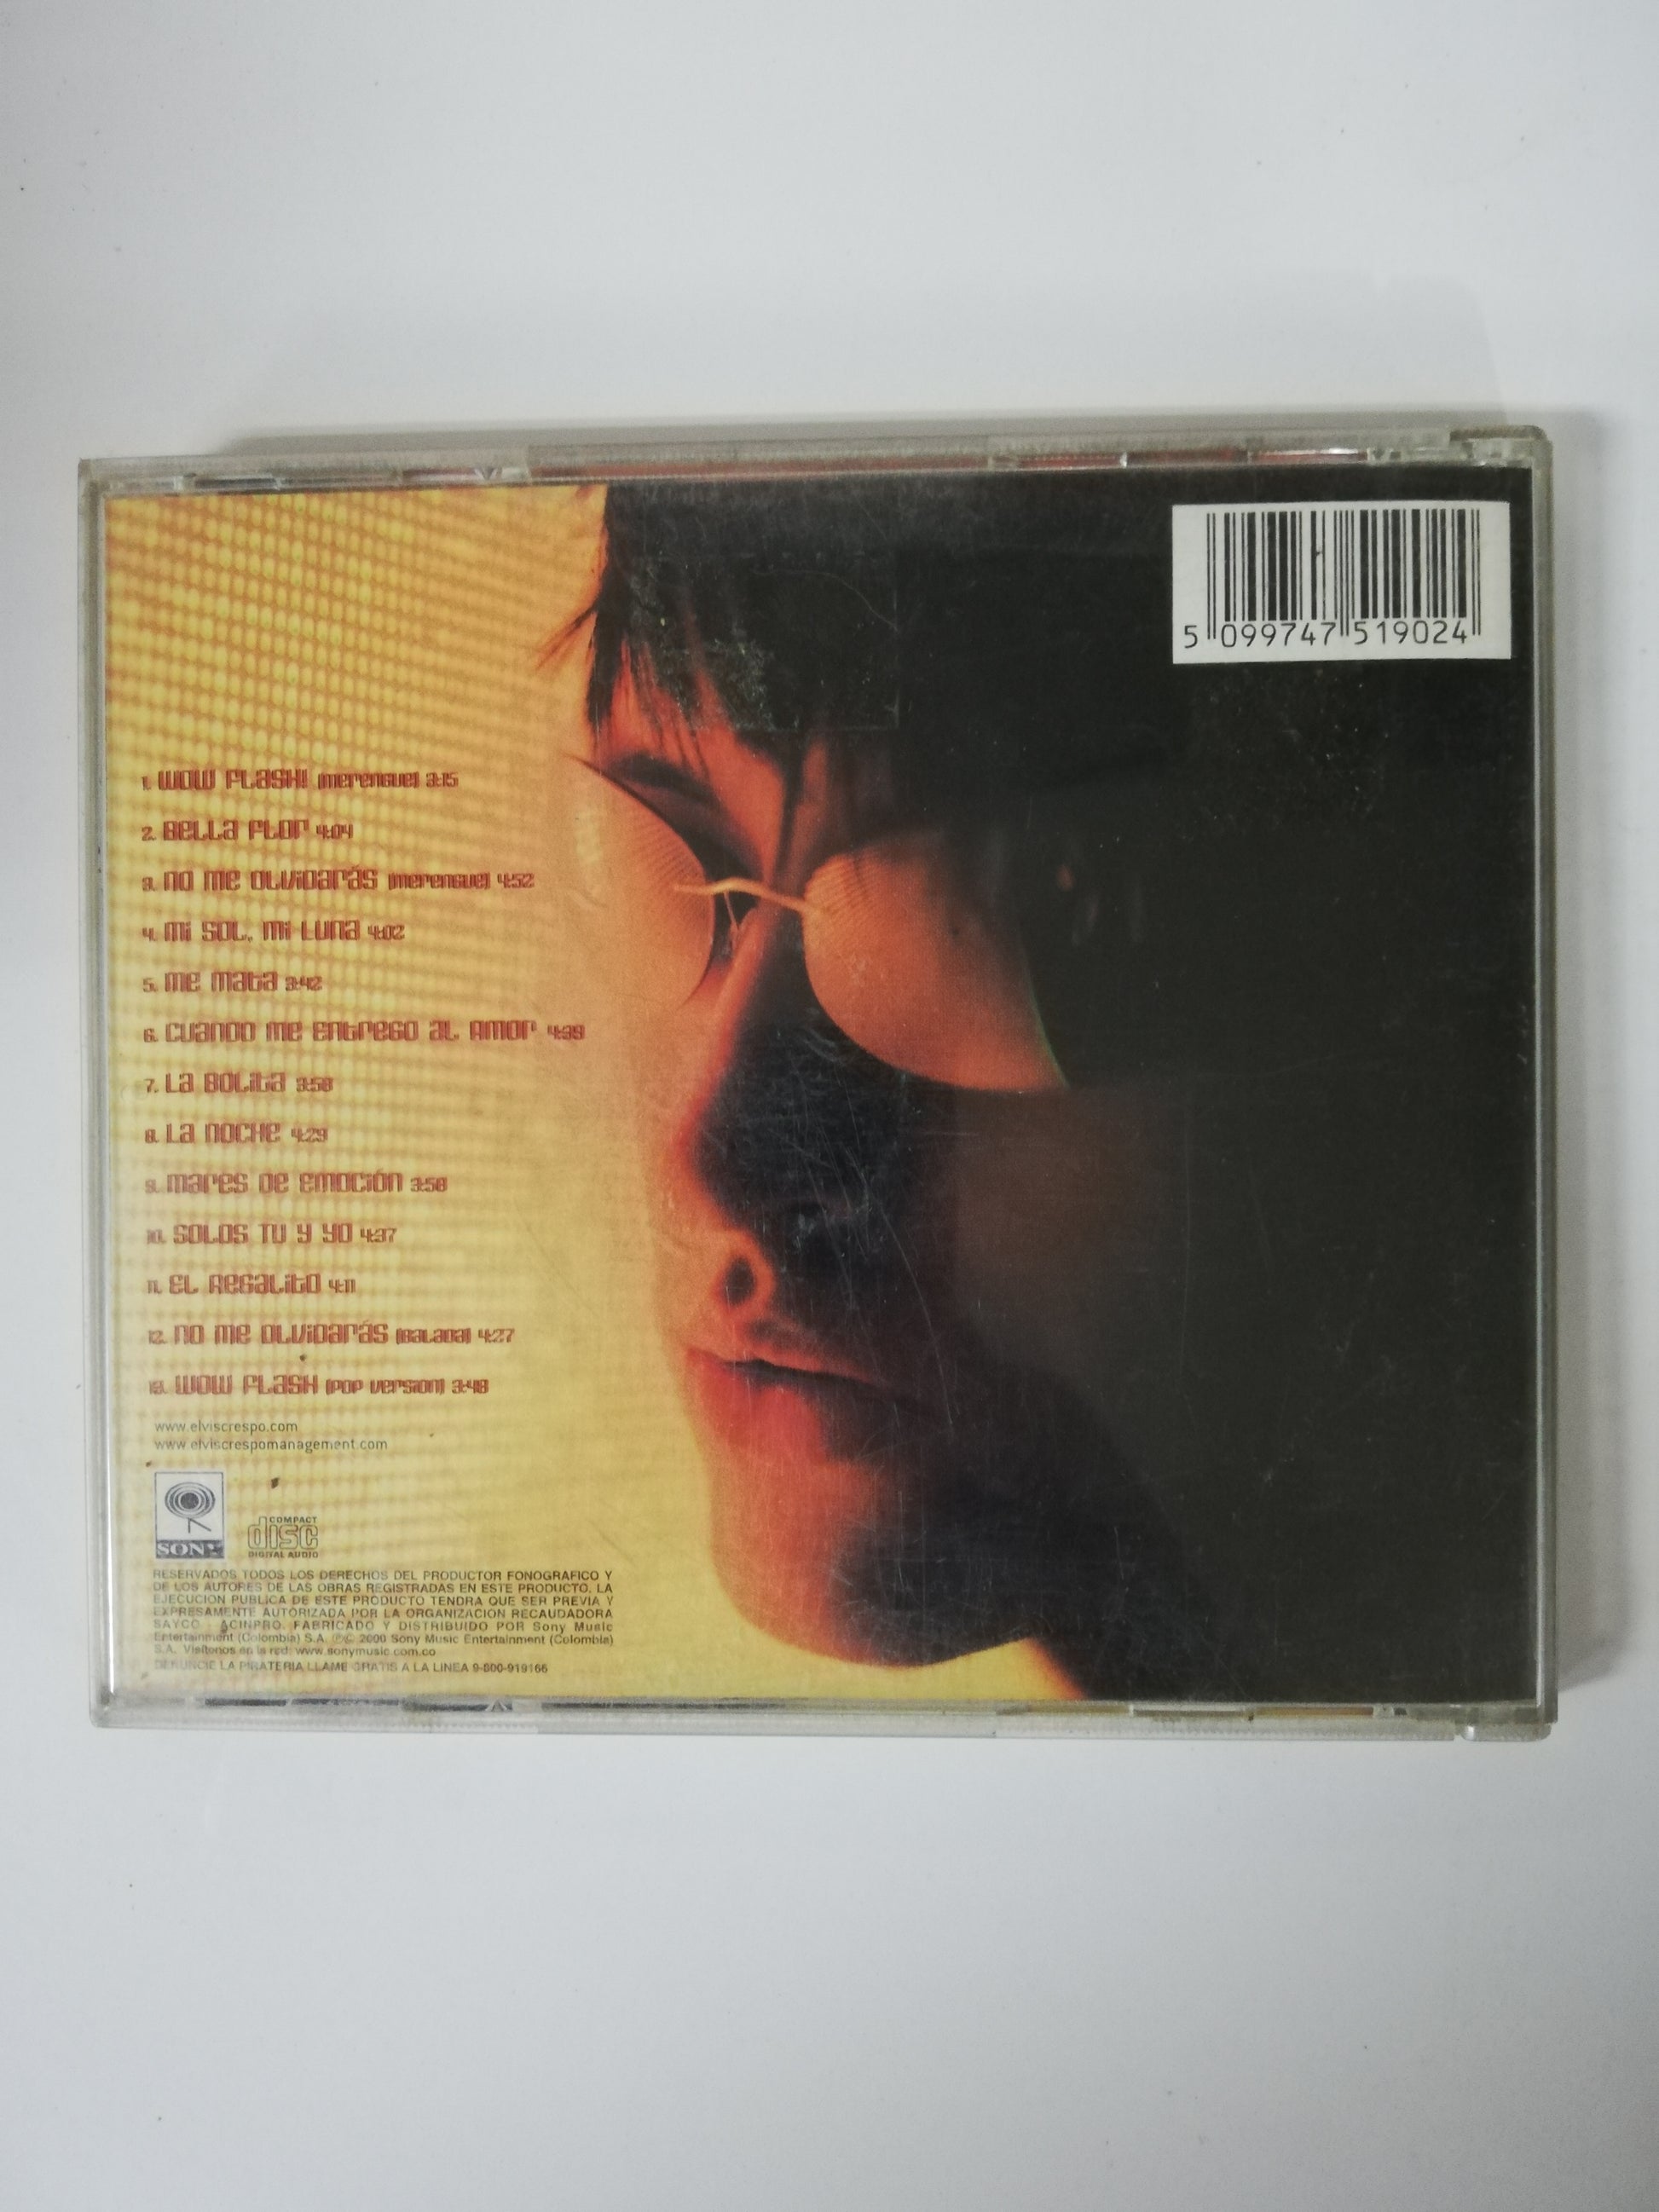 5 099747 519024
1. WOW FLASH! (merengue) 3:15
2. Bella Flor 4:04
3. No me olvidarás (merengue) 4:52
4. Mi Sol, Mi Luna 4:02
5. Me Mata 3:42
6. Cuando me entrego al Amor 4:39
7. La Bolita 3:58
8. La Noche 4:29
9. Mares de Emoción 3:58
10. Solos Tu y Yo 4:37
11. El Regalito 4:11
12. No me olvidarás (Balada) 4:27
13. WOW FLASH (POP Version) 3:48
www.elviscrespo.com
www.elviscrespomanagement.com
SONY
COMPACT
disc
DIGITAL AUDIO
RESERVADOS TODOS LOS DERECHOS DEL PRODUCTOR FONOGRAFICO Y
DE LOS AUTORES DE LAS OBRAS REGISTRADAS EN ESTE PRODUCTO. LA
EJECUCION PUBLICA DE ESTE PRODUCTO TENDRA QUE SER PREVIA Y
EXPRESAMENTE AUTORIZADA POR LA ORGANIZACION RECAUDADORA
SAYCO - ACINPRO. FABRICADO Y DISTRIBUIDO POR Sony Music
Entertainment (Colombia) S.A. ℗© 2000 Sony Music Entertainment (Colombia)
S.A. Visítonos en la red: www.sonymusic.com.co
DENUNCIE LA PIRATERIA LLAME GRATIS A LA LINEA 9-800-919166